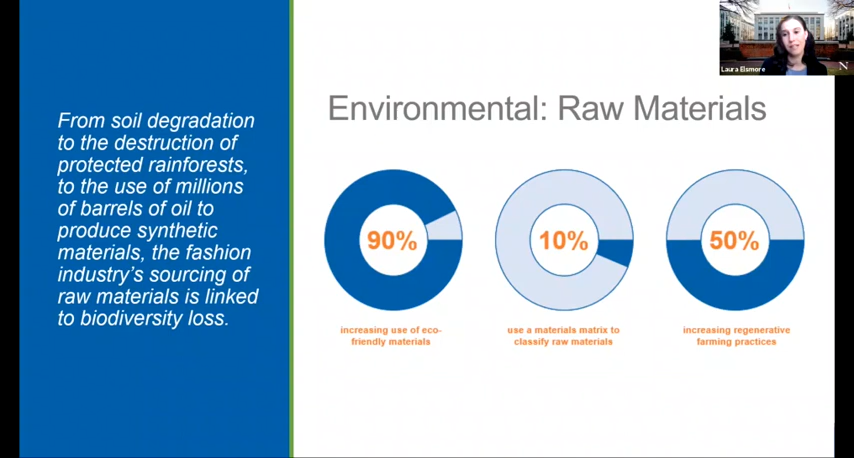 Laura Elsmore
N
Environmental: Raw Materials
From soil degradation
to the destruction of
protected rainforests,
to the use of millions
of barrels of oil to
produce synthetic
materials, the fashion
industry's sourcing of
raw materials is linked
to biodiversity loss.
90%
increasing use of eco-
friendly materials
10%
use a materials matrix to
classify raw materials
50%
increasing regenerative
farming practices